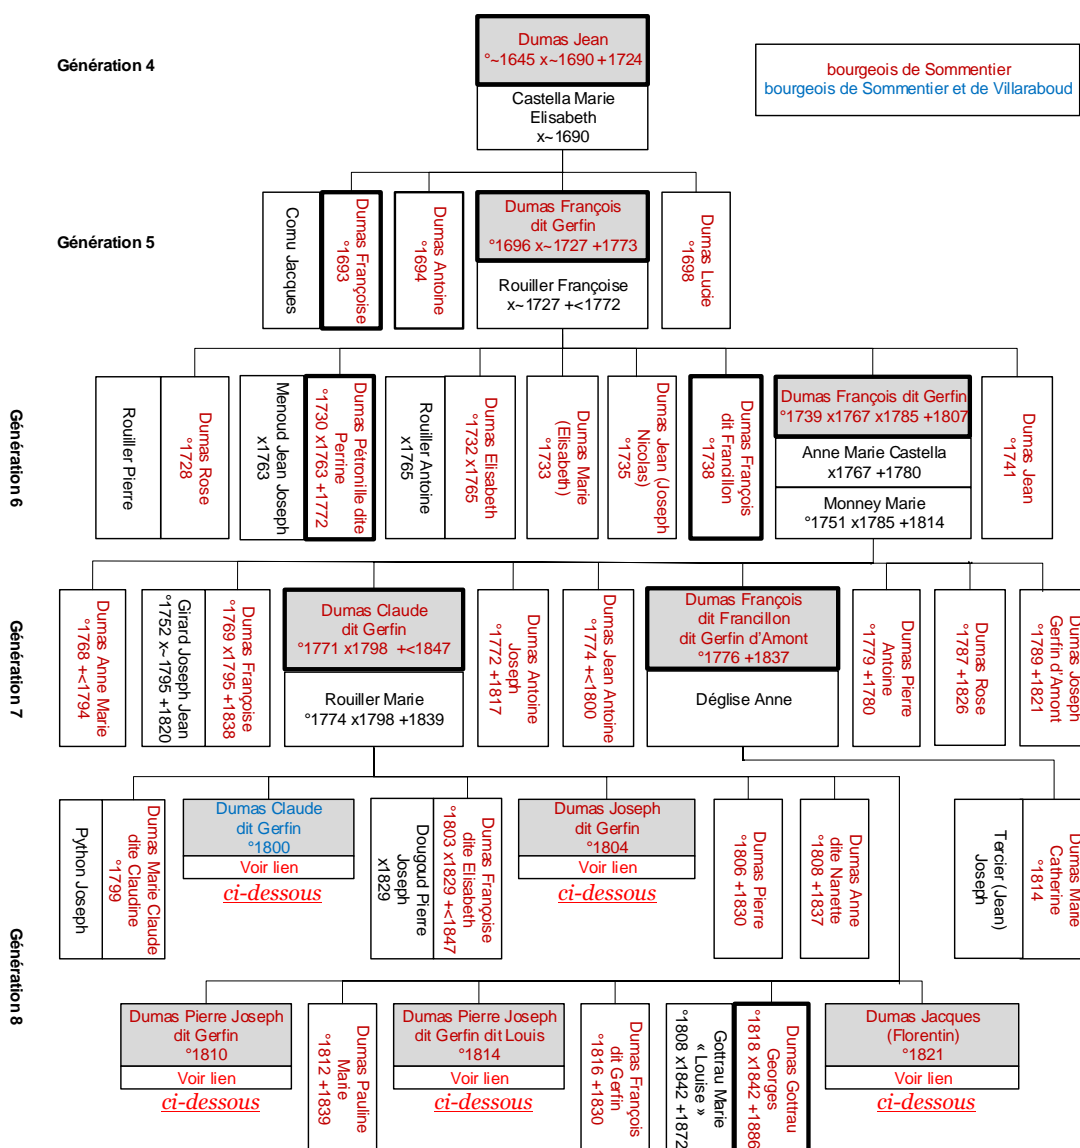 Génération 4
Dumas Jean
°~1645 x~1690 +1724
Castella Marie
Elisabeth
x~1690
bourgeois de Sommentier
bourgeois de Sommentier et de Villaraboud
Génération 5
Cornu Jacques
Dumas Françoise
°1693
Dumas Antoine
°1694
Dumas François
dit Gerfin
°1696 x~1727 +1773
Rouiller Françoise
x~1727 +<1772
Dumas Lucie
°1698
Génération 6
Rouiller Pierre
Dumas Rose
°1728
Menoud Jean Joseph
x1763
Dumas Pétronille dite
Perrine
°1730 x1763 +1772
Rouiller Antoine
x1765
Dumas Elisabeth
°1732 x1765
Dumas Marie
(Elisabeth)
°1733
Dumas Jean (Joseph
Nicolas)
°1735
Dumas François
dit Francillon
°1738
Dumas François dit Gerfin
°1739 x1767 x1785 +1807
Anne Marie Castella
x1767 +1780
Monney Marie
°1751 x1785 +1814
Dumas Jean
°1741
Génération 7
Dumas Anne Marie
°1768 +<1794
Girard Joseph Jean
°1752 x~1795 +1820
Dumas Françoise
°1769 x1795 +1838
Dumas Claude
dit Gerfin
°1771 x1798 +<1847
Rouiller Marie
°1774 x1798 +1839
Dumas Antoine
Joseph
°1772 +1817
Dumas Jean Antoine
°1774 +<1800
Dumas François
dit Francillon
dit Gerfin d'Amont
°1776 +1837
Déglise Anne
Dumas Pierre
Antoine
°1779 +1780
Dumas Rose
°1787 +1826
Dumas Joseph
Gerfin d'Amont
°1789 +1821
Génération 8
Python Joseph
Dumas Marie Claude
dite Claudine
°1799
Dumas Claude
dit Gerfin
°1800
Voir lien
ci-dessous
Dougoud Pierre
Joseph
x1829
Dumas Françoise
dite Elisabeth
°1803 x1829 +<1847
Dumas Joseph
dit Gerfin
°1804
Voir lien
ci-dessous
Dumas Pierre
°1806 +1830
Dumas Anne
dite Nanette
°1808 +1837
Tercier (Jean)
Joseph
Dumas Marie
Catherine
°1814
Dumas Pierre Joseph
dit Gerfin
°1810
Voir lien
ci-dessous
Dumas Pauline
Marie
°1812 +1839
Dumas Pierre Joseph
dit Gerfin dit Louis
°1814
Voir lien
ci-dessous
Dumas François
dit Gerfin
°1816 +1830
Gottrau Marie
« Louise »
°1808 x1842 +1872
Dumas Gottrau
Georges
°1818 x1842 +1886
Dumas Jacques
(Florentin)
°1821
Voir lien
ci-dessous